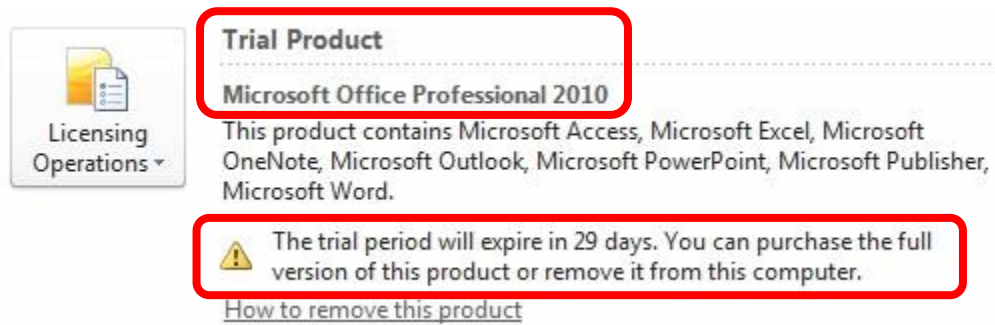 Trial Product
Microsoft Office Professional 2010
Licensing
Operations
This product contains Microsoft Access, Microsoft Excel, Microsoft
OneNote, Microsoft Outlook, Microsoft PowerPoint, Microsoft Publisher,
Microsoft Word.
The trial period will expire in 29 days. You can purchase the full
version of this product or remove it from this computer.
How to remove this product